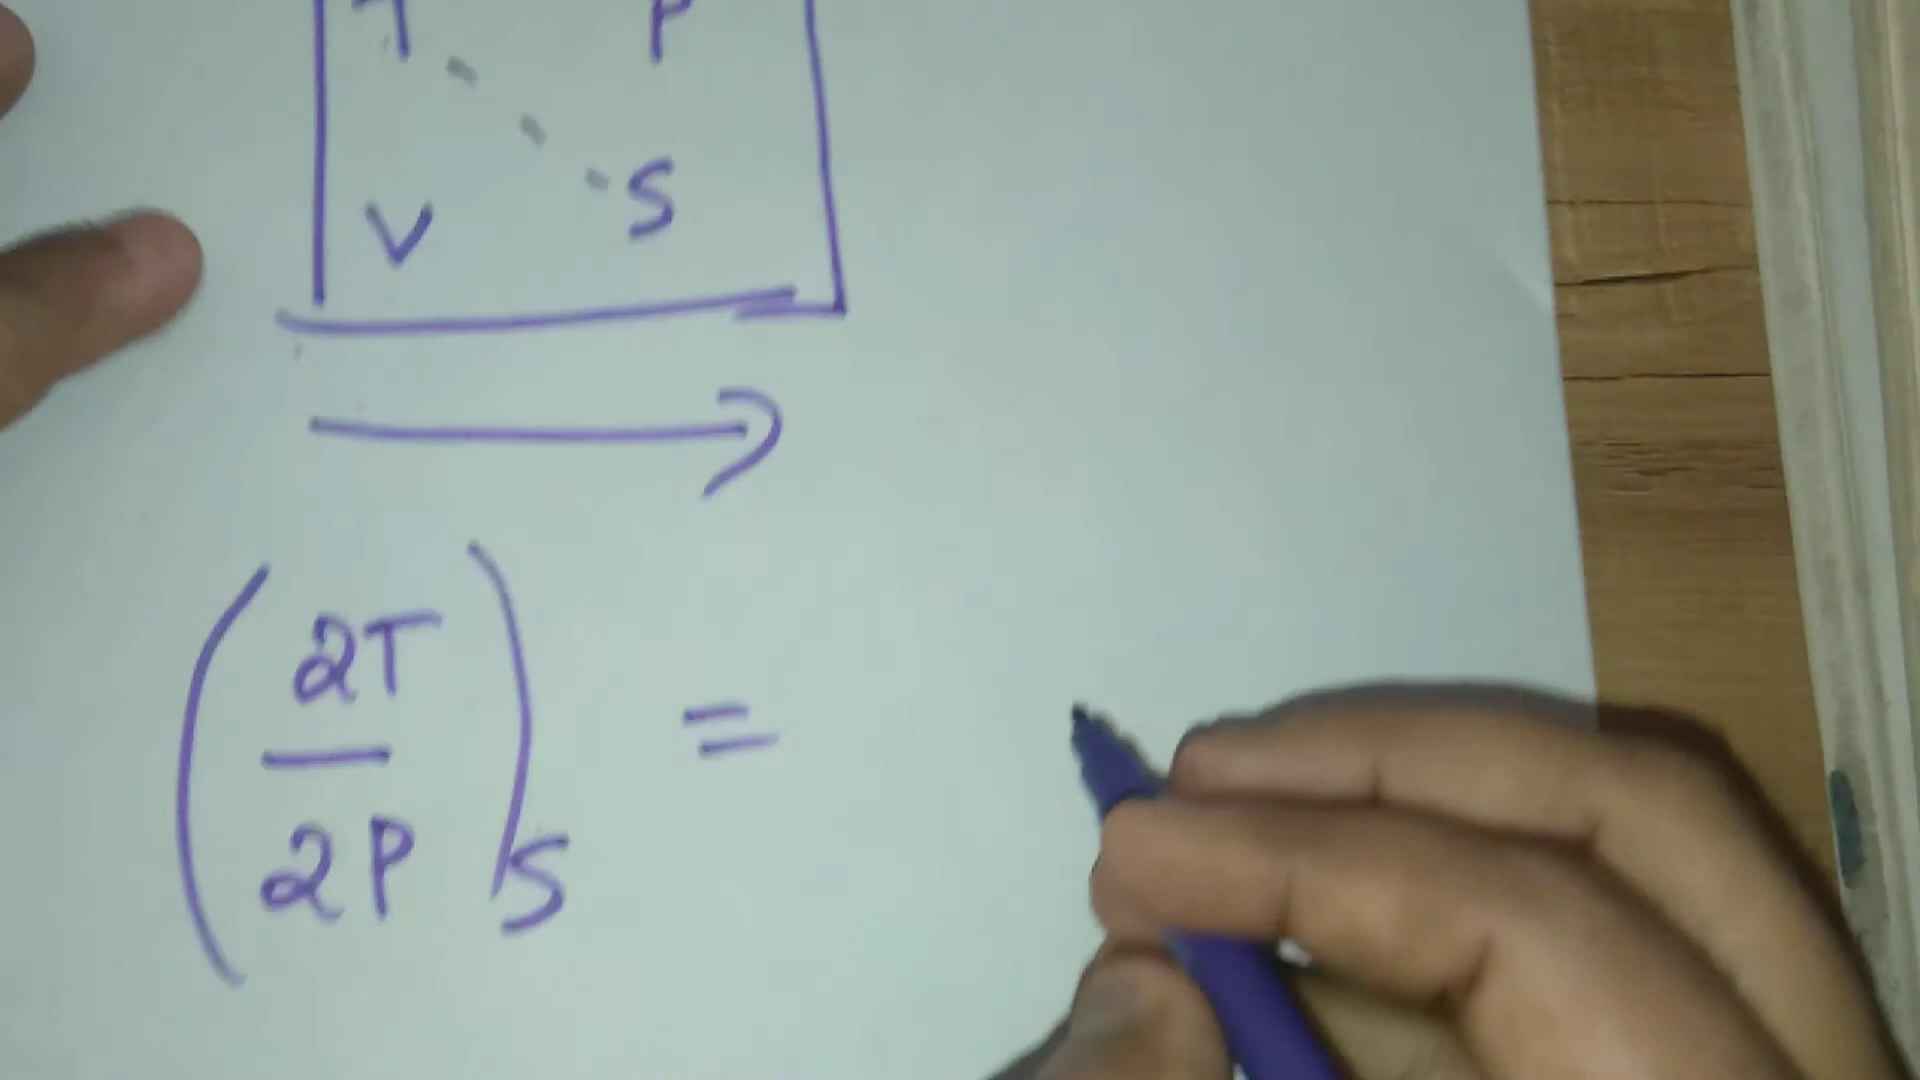 T P
V S
(∂T/∂P)S =